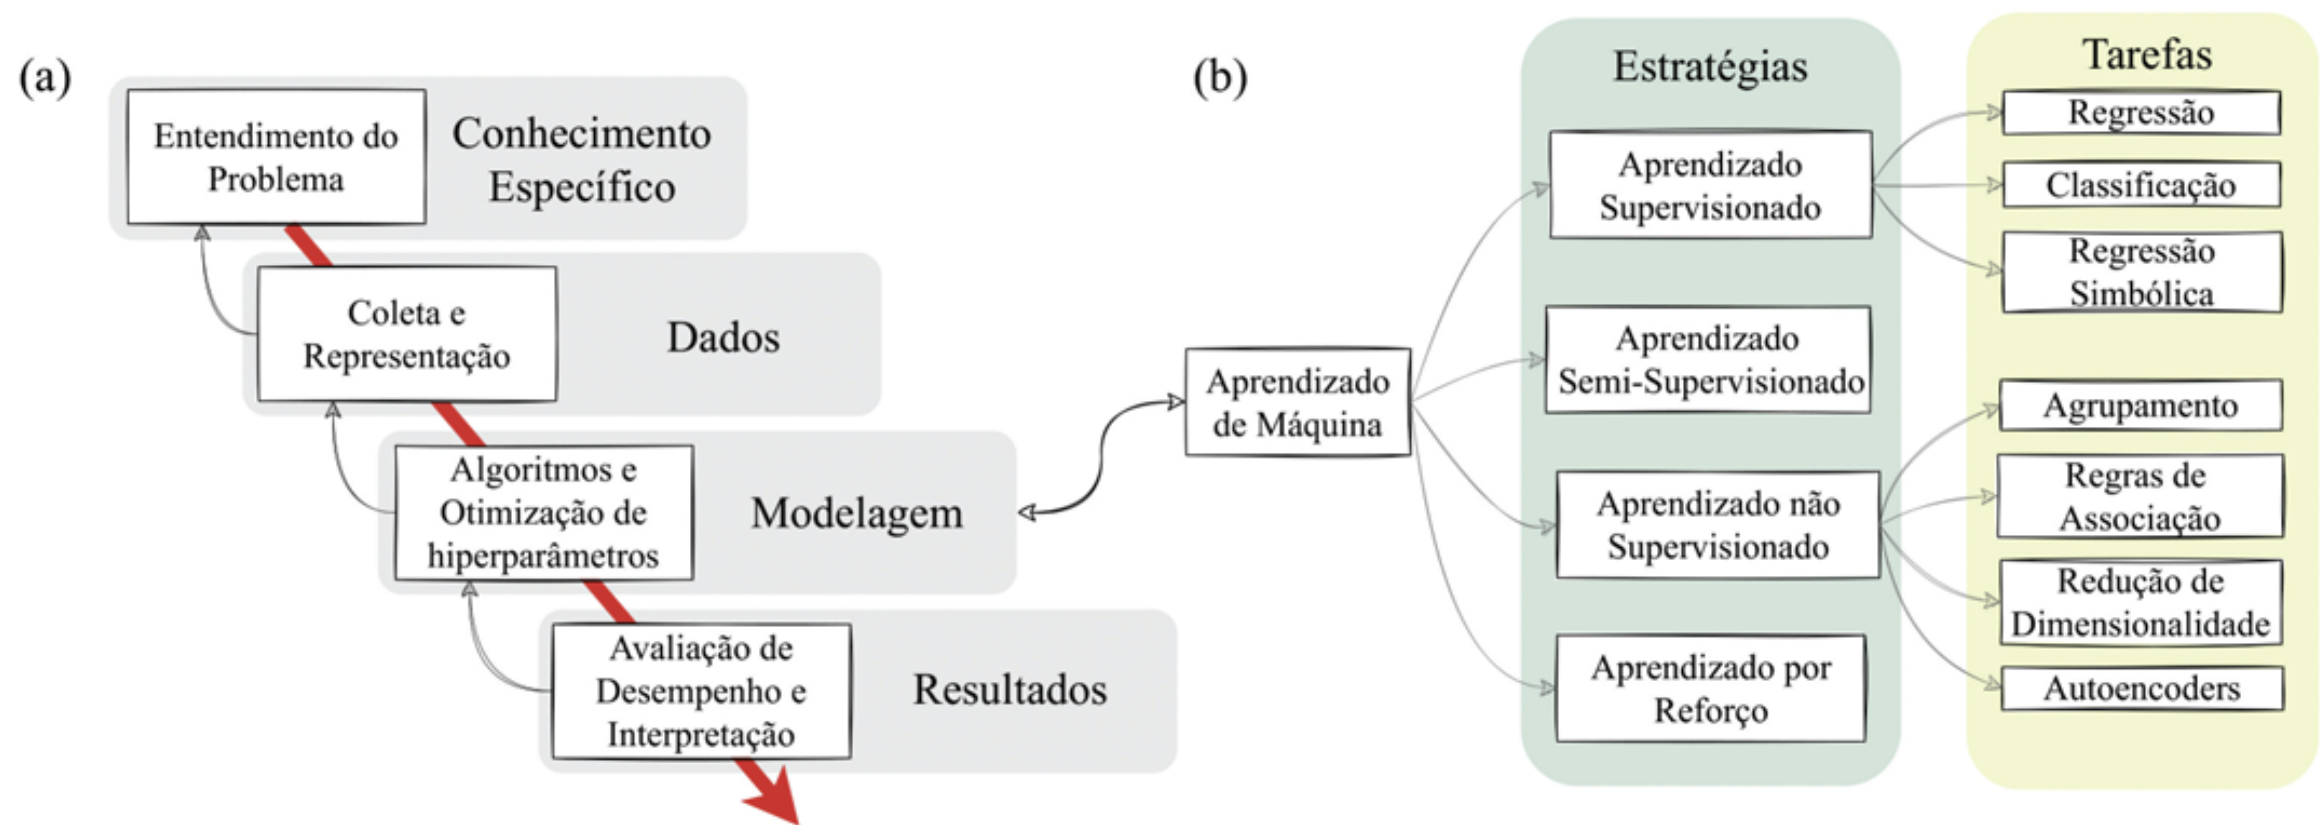 (a)
Entendimento do
Problema
Conhecimento
Específico
Coleta e
Representação
Dados
Algoritmos e
Otimização de
hiperparâmetros
Modelagem
Avaliação de
Desempenho e
Interpretação
Resultados
(b)
Aprendizado
de Máquina
Estratégias
Aprendizado
Supervisionado
Aprendizado
Semi-Supervisionado
Aprendizado não
Supervisionado
Aprendizado por
Reforço
Tarefas
Regressão
Classificação
Regressão
Simbólica
Agrupamento
Regras de
Associação
Redução de
Dimensionalidade
Autoencoders